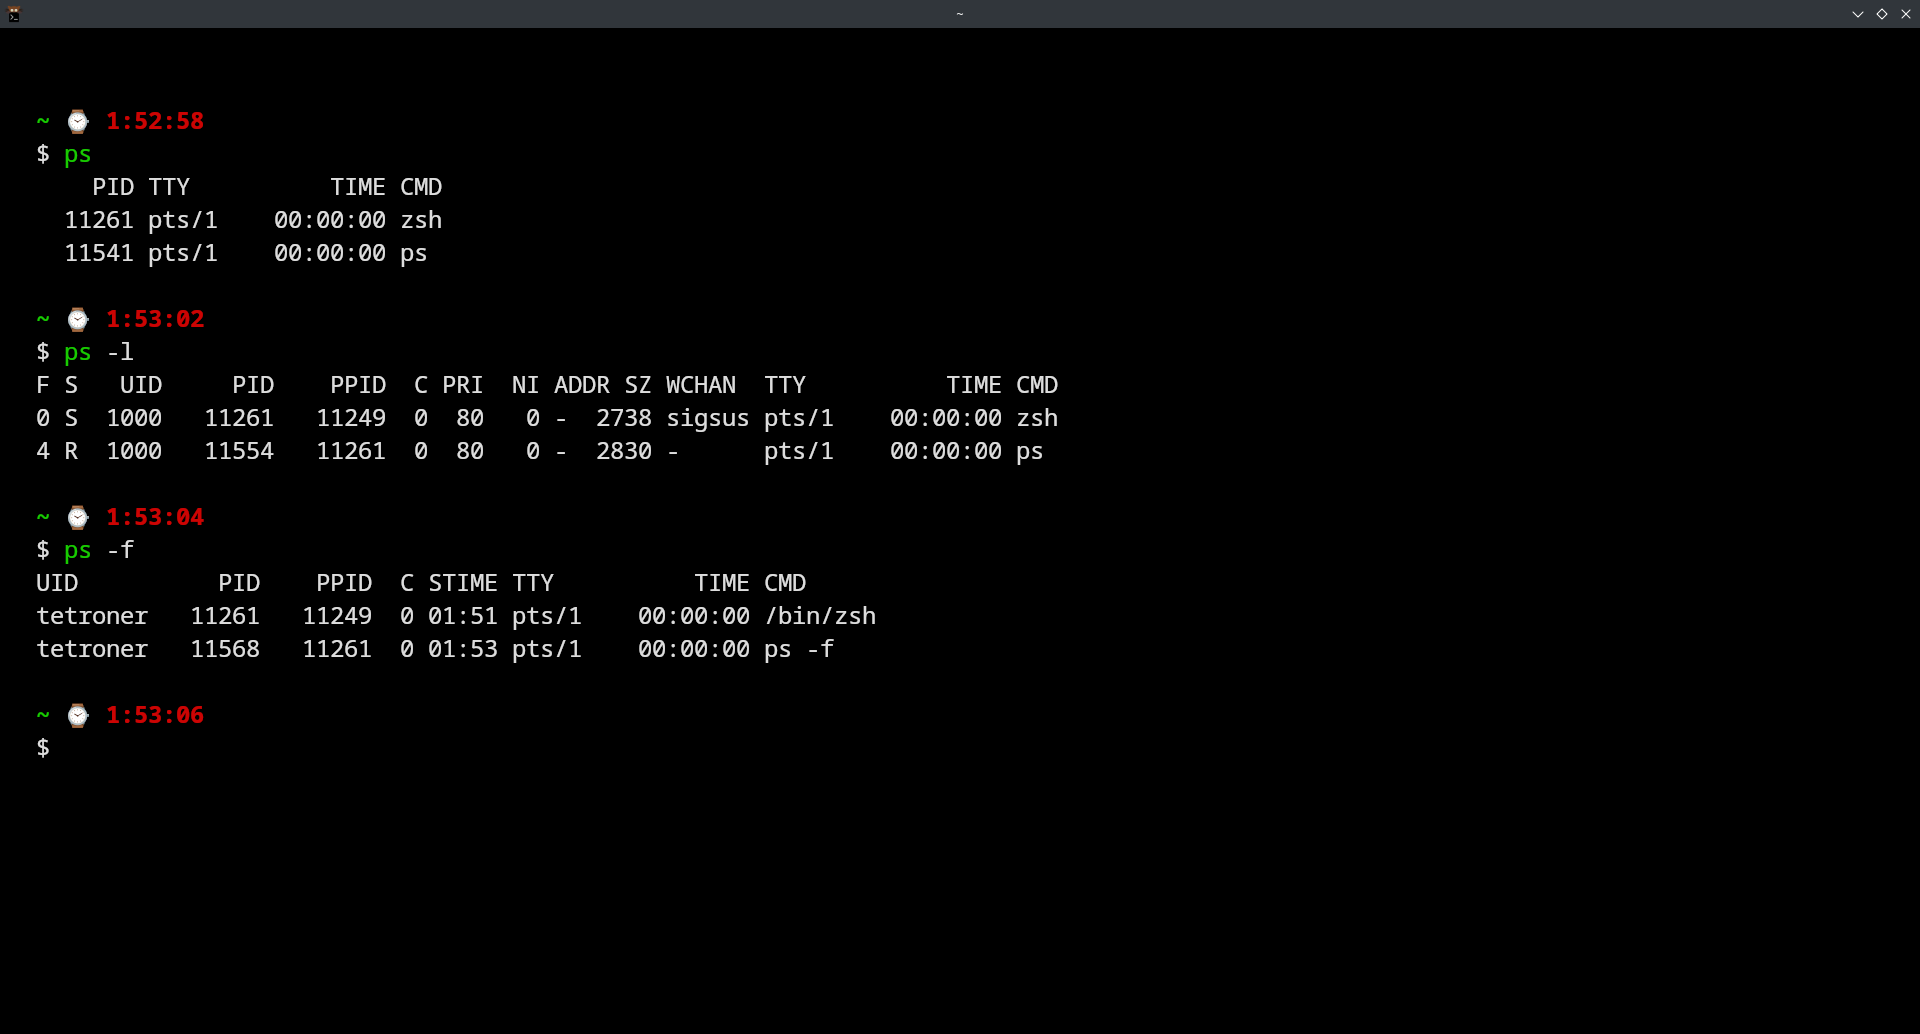 ~
~ ⌚ 1:52:58
$ ps
    PID TTY          TIME CMD
  11261 pts/1    00:00:00 zsh
  11541 pts/1    00:00:00 ps
~ ⌚ 1:53:02
$ ps -l
F S   UID     PID    PPID  C PRI  NI ADDR SZ WCHAN  TTY          TIME CMD
0 S  1000   11261   11249  0  80   0 -  2738 sigsus pts/1    00:00:00 zsh
4 R  1000   11554   11261  0  80   0 -  2830 -      pts/1    00:00:00 ps
~ ⌚ 1:53:04
$ ps -f
UID          PID    PPID  C STIME TTY          TIME CMD
tetroner   11261   11249  0 01:51 pts/1    00:00:00 /bin/zsh
tetroner   11568   11261  0 01:53 pts/1    00:00:00 ps -f
~ ⌚ 1:53:06
$